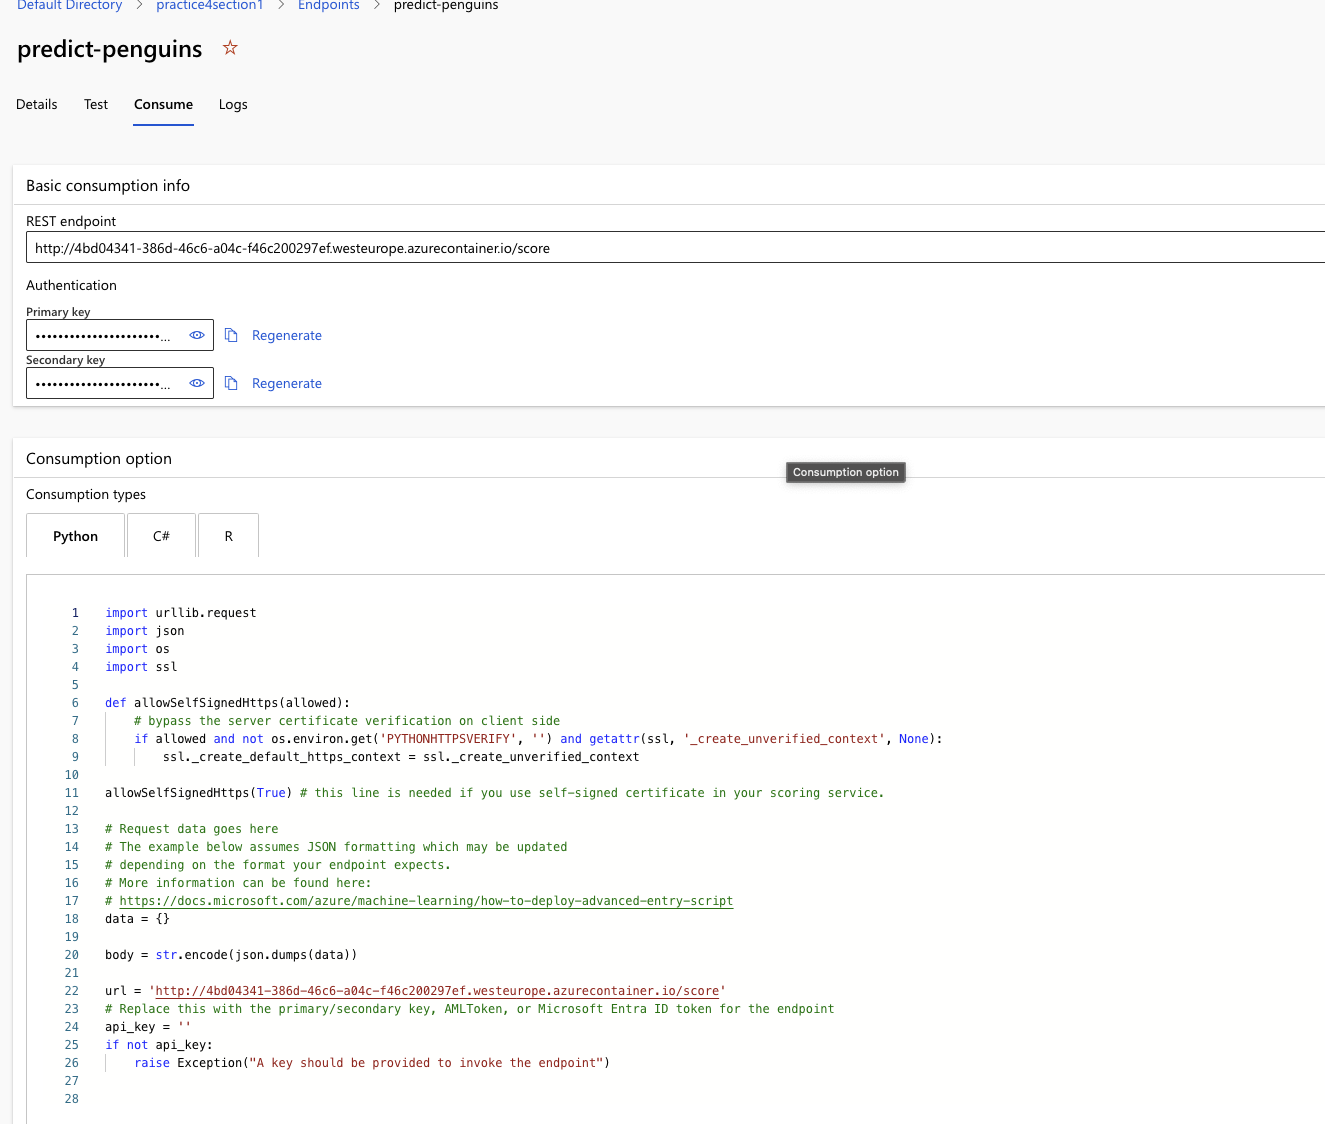 Default Directory > practice4section1 > Endpoints > predict-penguins
predict-penguins ☆
Details Test Consume Logs
Basic consumption info
REST endpoint
http://4bd04341-386d-46c6-a04c-f46c200297ef.westeurope.azurecontainer.io/score
Authentication
Primary key
••••••••••••••••••••••... Regenerate
Secondary key
••••••••••••••••••••••... Regenerate
Consumption option
Consumption option
Consumption types
Python C# R
1 import urllib.request
2 import json
3 import os
4 import ssl
5
6 def allowSelfSignedHttps(allowed):
7     # bypass the server certificate verification on client side
8     if allowed and not os.environ.get('PYTHONHTTPSVERIFY', '') and getattr(ssl, '_create_unverified_context', None):
9         ssl._create_default_https_context = ssl._create_unverified_context
10
11 allowSelfSignedHttps(True) # this line is needed if you use self-signed certificate in your scoring service.
12
13 # Request data goes here
14 # The example below assumes JSON formatting which may be updated
15 # depending on the format your endpoint expects.
16 # More information can be found here:
17 # https://docs.microsoft.com/azure/machine-learning/how-to-deploy-advanced-entry-script
18 data = {}
19
20 body = str.encode(json.dumps(data))
21
22 url = 'http://4bd04341-386d-46c6-a04c-f46c200297ef.westeurope.azurecontainer.io/score'
23 # Replace this with the primary/secondary key, AMLToken, or Microsoft Entra ID token for the endpoint
24 api_key = ''
25 if not api_key:
26     raise Exception("A key should be provided to invoke the endpoint")
27
28